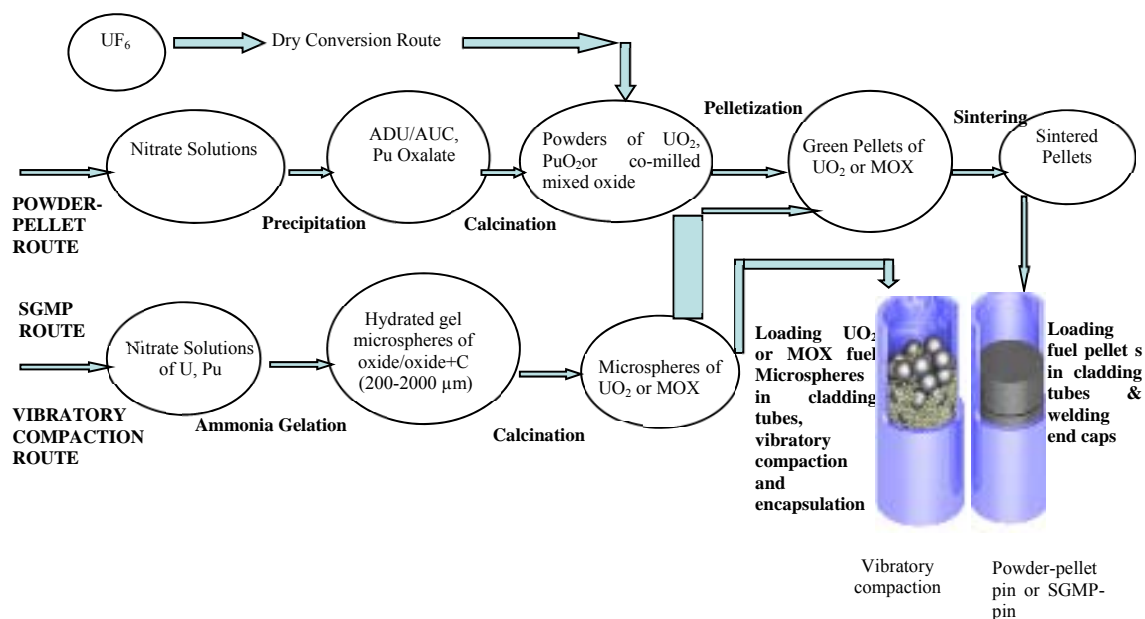 UF6
Dry Conversion Route
Pelletization
Sintering
Nitrate Solutions
ADU/AUC,
Pu Oxalate
Powders of UO2,
PuO2or co-milled
mixed oxide
Green Pellets of
UO2 or MOX
Sintered
Pellets
POWDER-
PELLET
ROUTE
Precipitation
Calcination
SGMP
ROUTE
Nitrate Solutions
of U, Pu
Hydrated gel
microspheres of
oxide/oxide+C
(200-2000 µm)
Microspheres of
UO2 or MOX
VIBRATORY
COMPACTION
ROUTE
Ammonia Gelation
Calcination
Loading UO2
or MOX fuel
Microspheres
in cladding
tubes,
vibratory
compaction
and
encapsulation
Loading
fuel pellet s
in cladding
tubes &
welding
end caps
Vibratory
compaction
Powder-pellet
pin or SGMP-
pin